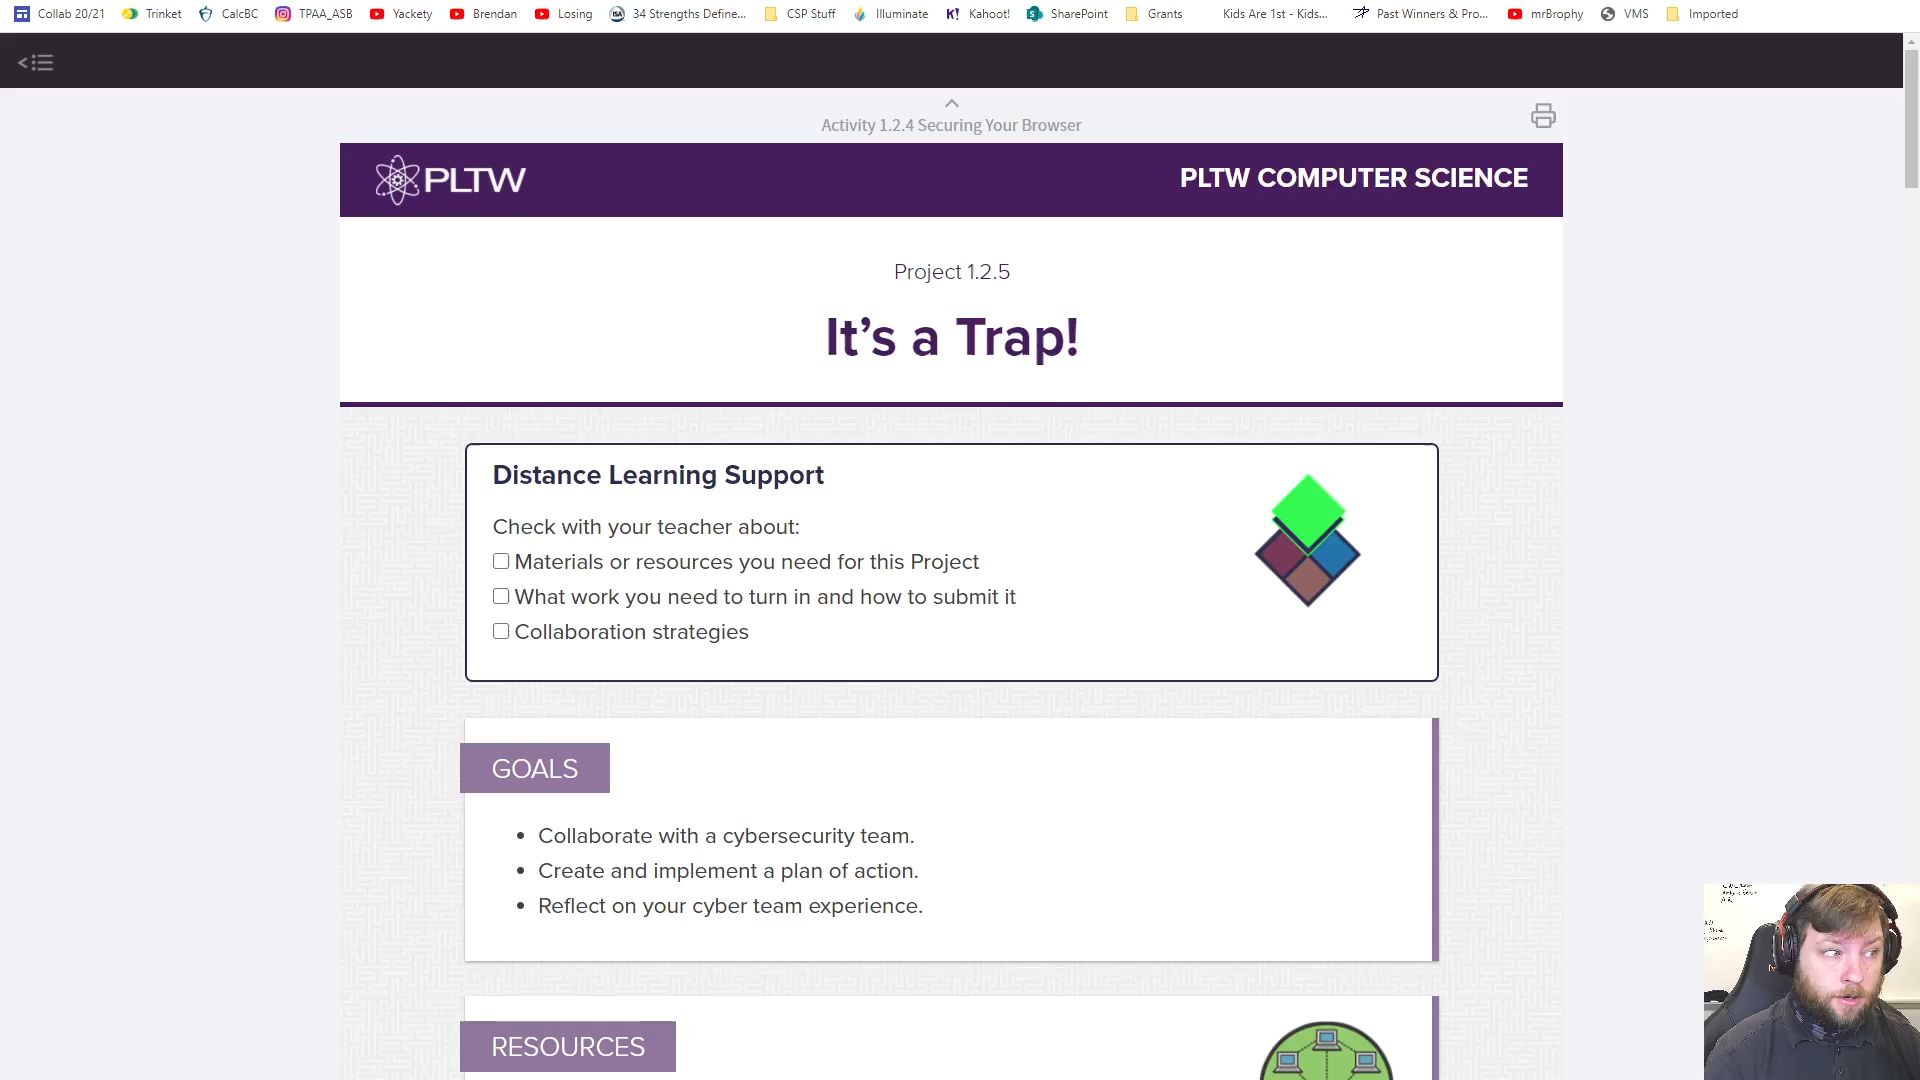 Collab 20/21 Trinket CalcBC TPAA_ASB Yackety Brendan Losing 34 Strengths Define... CSP Stuff Illuminate K! Kahoot! SharePoint Grants Kids Are 1st - Kids... Past Winners & Pro... mrBrophy VMS Imported
Activity 1.2.4 Securing Your Browser
PLTW
PLTW COMPUTER SCIENCE
Project 1.2.5
It's a Trap!
Distance Learning Support
Check with your teacher about:
Materials or resources you need for this Project
What work you need to turn in and how to submit it
Collaboration strategies
GOALS
• Collaborate with a cybersecurity team.
• Create and implement a plan of action.
• Reflect on your cyber team experience.
RESOURCES